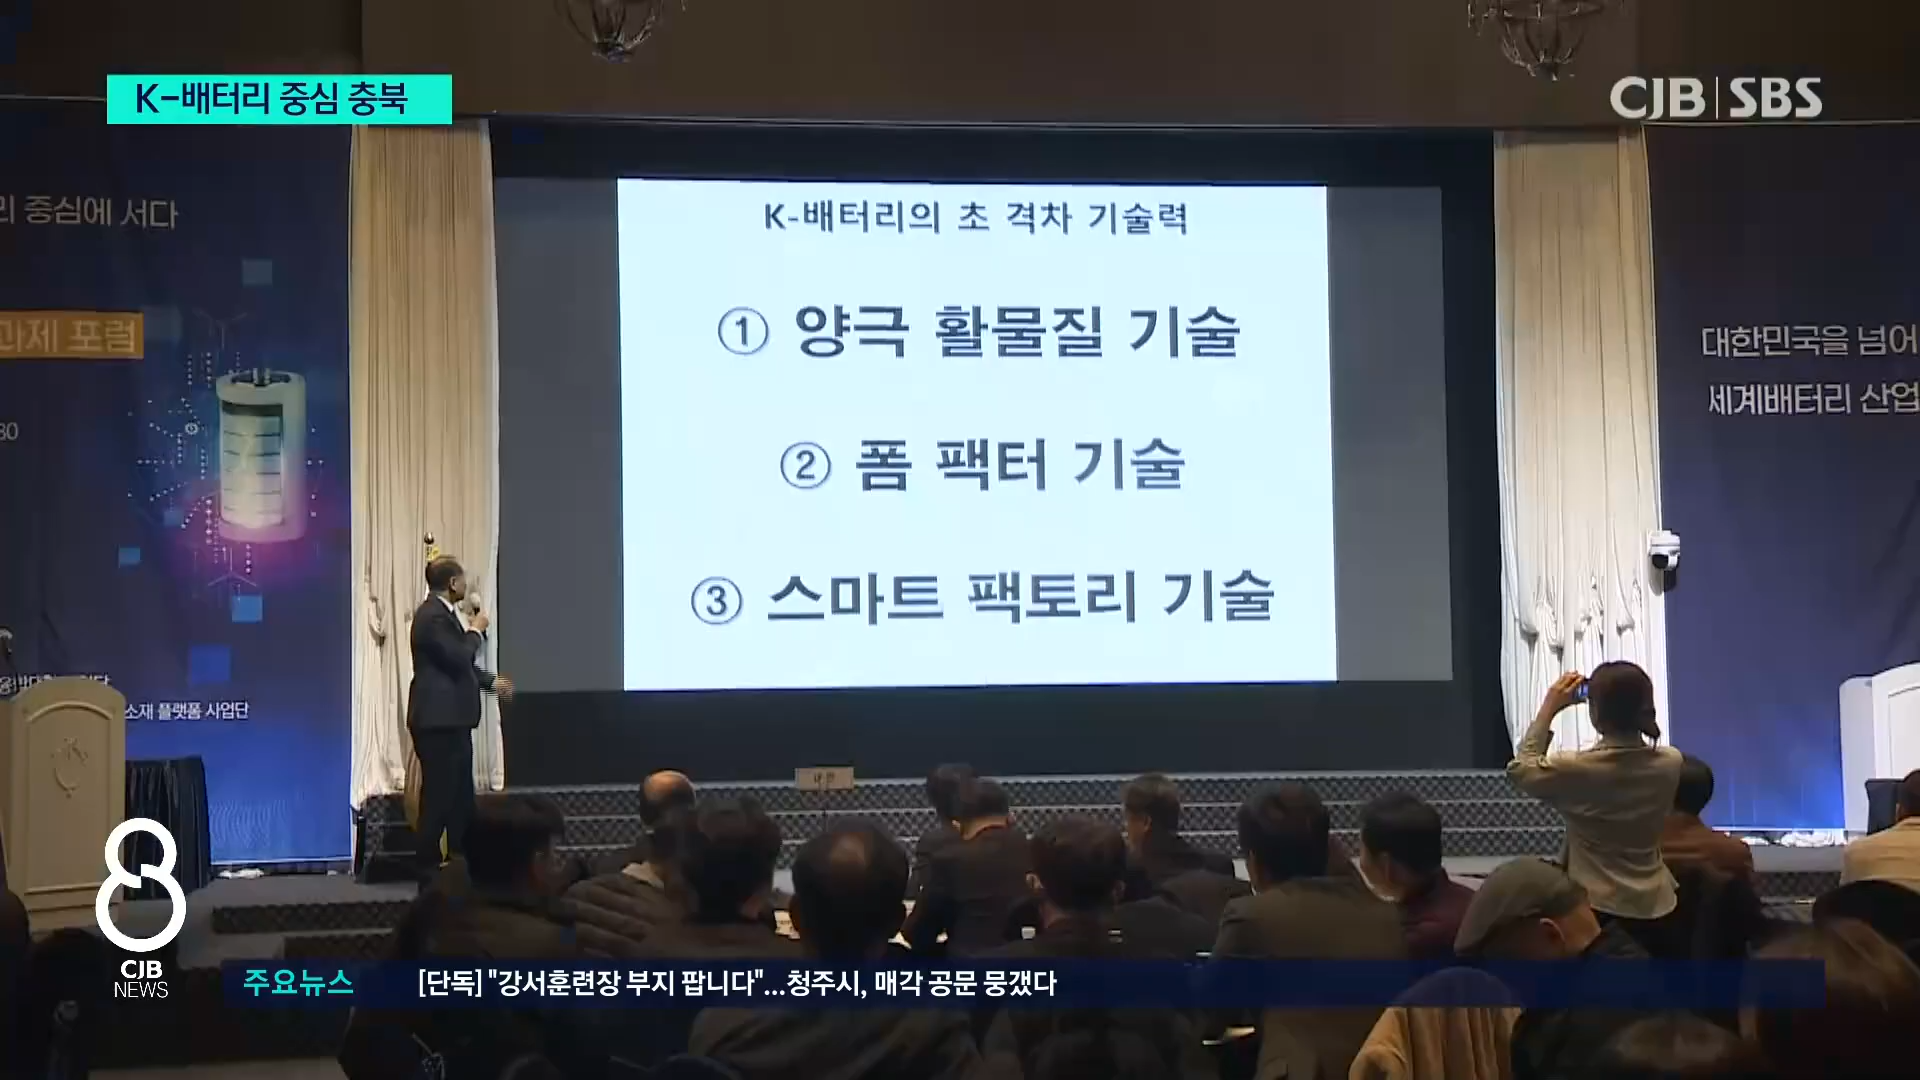 K-배터리 중심 충북
CJB SBS
리 중심에 서다
과제 포럼
30
소재 플랫폼 사업단
K-배터리의 초 격차 기술력
① 양극 활물질 기술
② 폼 팩터 기술
③ 스마트 팩토리 기술
대한민국을 넘어
세계배터리 산업
8
CJB
NEWS
주요뉴스 [단독] "강서훈련장 부지 팝니다"...청주시, 매각 공문 뭉갰다